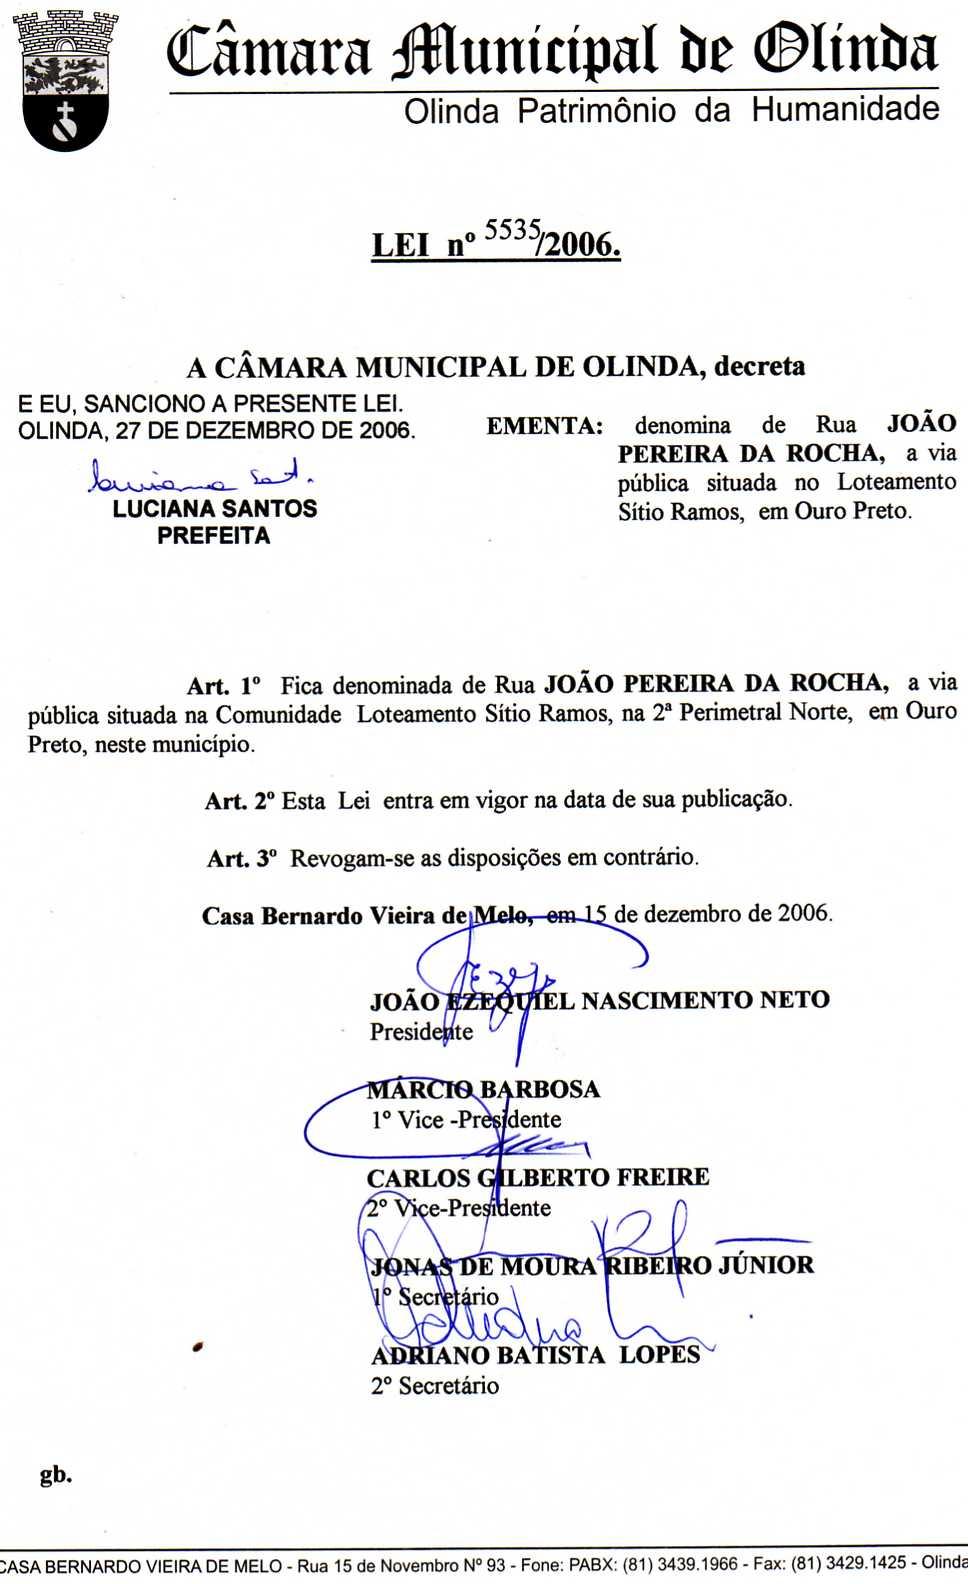 Câmara Municipal de Olinda
Olinda Patrimônio da Humanidade
LEI nº 5535/2006.
A CÂMARA MUNICIPAL DE OLINDA, decreta
E EU, SANCIONO A PRESENTE LEI.
OLINDA, 27 DE DEZEMBRO DE 2006.
LUCIANA SANTOS
PREFEITA
EMENTA: denomina de Rua JOÃO
PEREIRA DA ROCHA, a via
pública situada no Loteamento
Sítio Ramos, em Ouro Preto.
Art. 1º Fica denominada de Rua JOÃO PEREIRA DA ROCHA, a via
pública situada na Comunidade Loteamento Sítio Ramos, na 2ª Perimetral Norte, em Ouro
Preto, neste município.
Art. 2º Esta Lei entra em vigor na data de sua publicação.
Art. 3º Revogam-se as disposições em contrário.
Casa Bernardo Vieira de Melo, em 15 de dezembro de 2006.
JOÃO EZEQUIEL NASCIMENTO NETO
Presidente
MÁRCIO BARBOSA
1º Vice -Presidente
CARLOS GILBERTO FREIRE
2º Vice-Presidente
JONAS DE MOURA RIBEIRO JÚNIOR
1º Secretário
ADRIANO BATISTA LOPES
2º Secretário
gb.
CASA BERNARDO VIEIRA DE MELO - Rua 15 de Novembro Nº 93 - Fone: PABX: (81) 3439.1966 - Fax: (81) 3429.1425 - Olinda